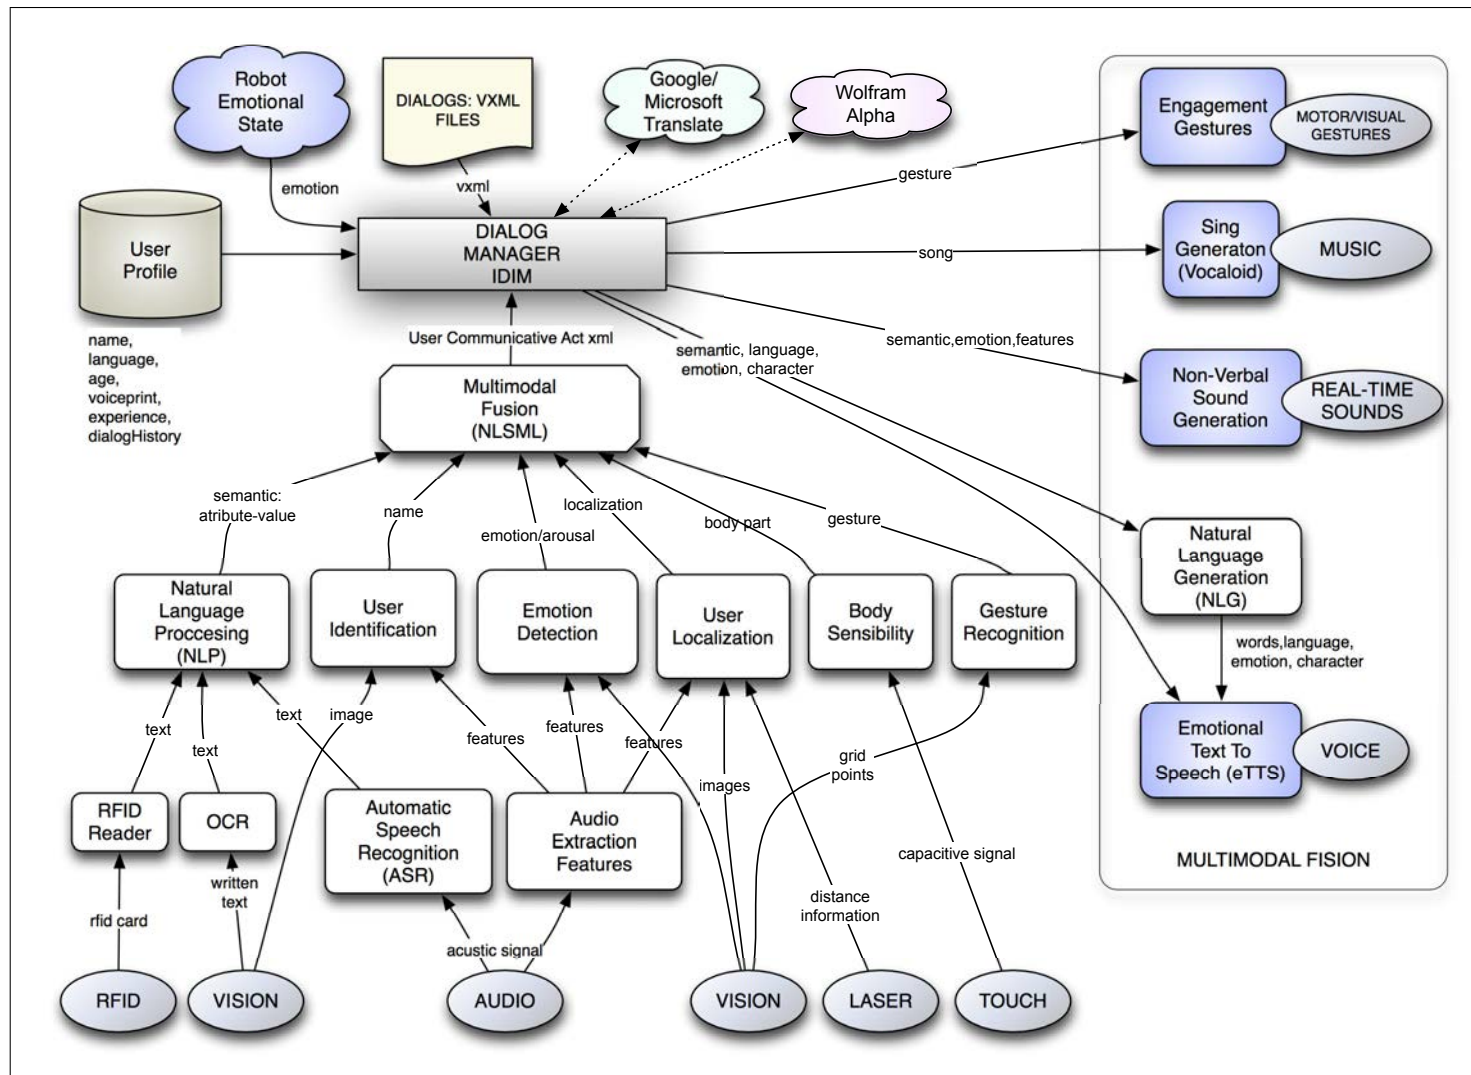 Robot
Emotional
State
DIALOGS: VXML
FILES
Google/
Microsoft
Translate
Wolfram
Alpha
Engagement
Gestures
MOTOR/VISUAL
GESTURES
emotion
vxml
gesture
User
Profile
DIALOG
MANAGER
IDIM
song
Sing
Generaton
(Vocaloid)
MUSIC
name,
language,
age,
voiceprint,
experience,
dialogHistory
User Communicative Act xml
semantic, language,
emotion, character
semantic,emotion,features
Non-Verbal
Sound
Generation
REAL-TIME
SOUNDS
Multimodal
Fusion
(NLSML)
semantic:
atribute-value
name
emotion/arousal
localization
body part
gesture
Natural
Language
Generation
(NLG)
Natural
Language
Proccesing
(NLP)
User
Identification
Emotion
Detection
User
Localization
Body
Sensibility
Gesture
Recognition
words,language,
emotion, character
text
text
text
image
features
features
features
images
grid
points
Emotional
Text To
Speech (eTTS)
VOICE
RFID
Reader
OCR
Automatic
Speech
Recognition
(ASR)
Audio
Extraction
Features
capacitive signal
MULTIMODAL FISION
rfid card
written
text
acustic signal
distance
information
RFID
VISION
AUDIO
VISION
LASER
TOUCH